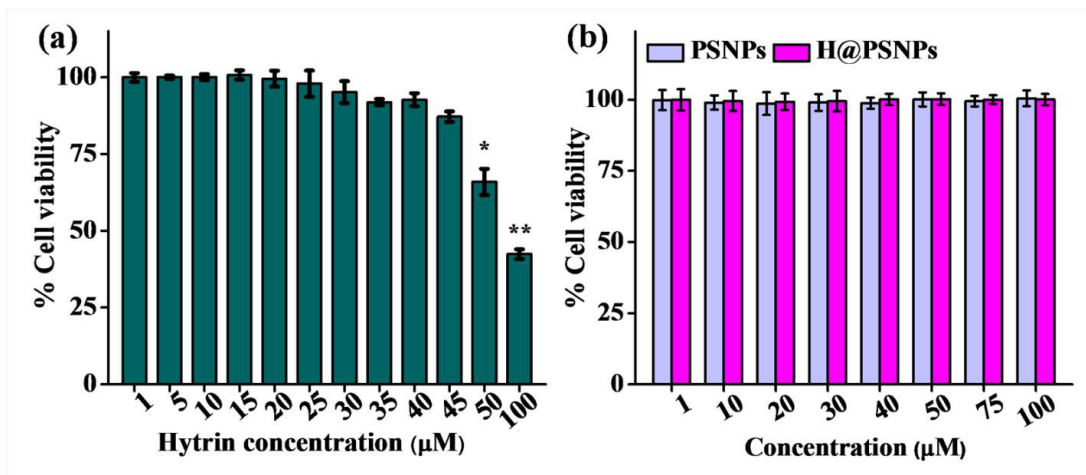 (a)
% Cell viability
100
75
50
25
0
*
**
1 5 10 15 20 25 30 35 40 45 50 100
Hytrin concentration (µM)
(b)
PSNPs H@PSNPs
% Cell viability
100
75
50
25
0
1 10 20 30 40 50 75 100
Concentration (µM)